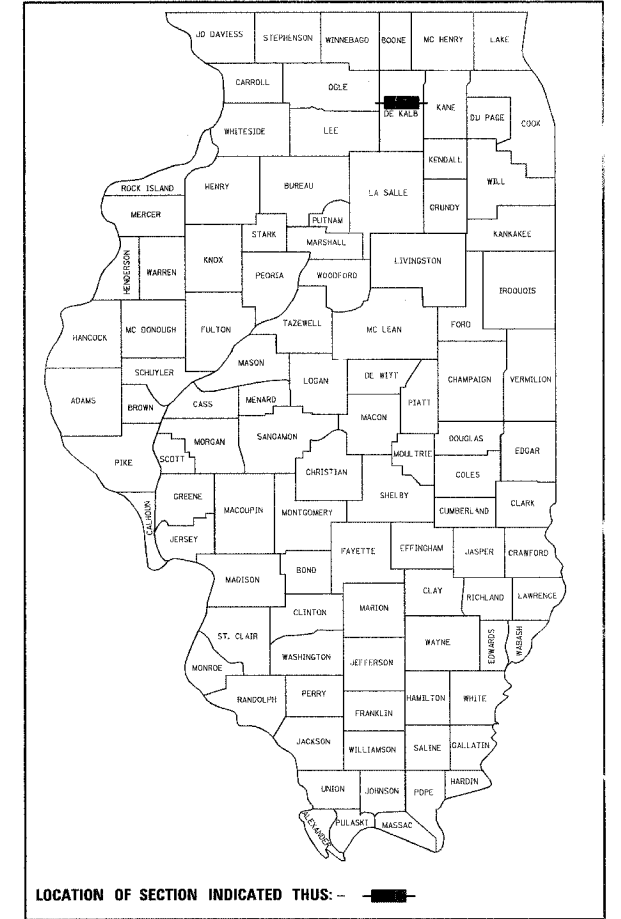 JO DAVIESS STEPHENSON WINNEBAGO BOONE MC HENRY LAKE
CARROLL OGLE DE KALB KANE DU PAGE COOK
WHITESIDE LEE
KENDALL WILL
ROCK ISLAND HENRY BUREAU LA SALLE GRUNDY
MERCER PUTNAM KANKAKEE
HENDERSON WARREN KNOX STARK MARSHALL
PEORIA WOODFORD LIVINGSTON IROQUOIS
HANCOCK MC DONOUGH FULTON TAZEWELL MC LEAN FORD
SCHUYLER MASON LOGAN DE WITT CHAMPAIGN VERMILION
ADAMS BROWN CASS MENARD MACON PIATT
SANGAMON DOUGLAS EDGAR
PIKE SCOTT MORGAN CHRISTIAN MOULTRIE COLES
SHELBY CLARK
CALHOUN GREENE MACOUPIN MONTGOMERY CUMBERLAND
JERSEY FAYETTE EFFINGHAM JASPER CRAWFORD
MADISON BOND
CLINTON MARION CLAY RICHLAND LAWRENCE
ST. CLAIR WAYNE EDWARDS WABASH
MONROE WASHINGTON JEFFERSON
RANDOLPH PERRY HAMILTON WHITE
FRANKLIN
JACKSON WILLIAMSON SALINE GALLATIN
UNION JOHNSON POPE HARDIN
ALEXANDER PULASKI MASSAC
LOCATION OF SECTION INDICATED THUS: --